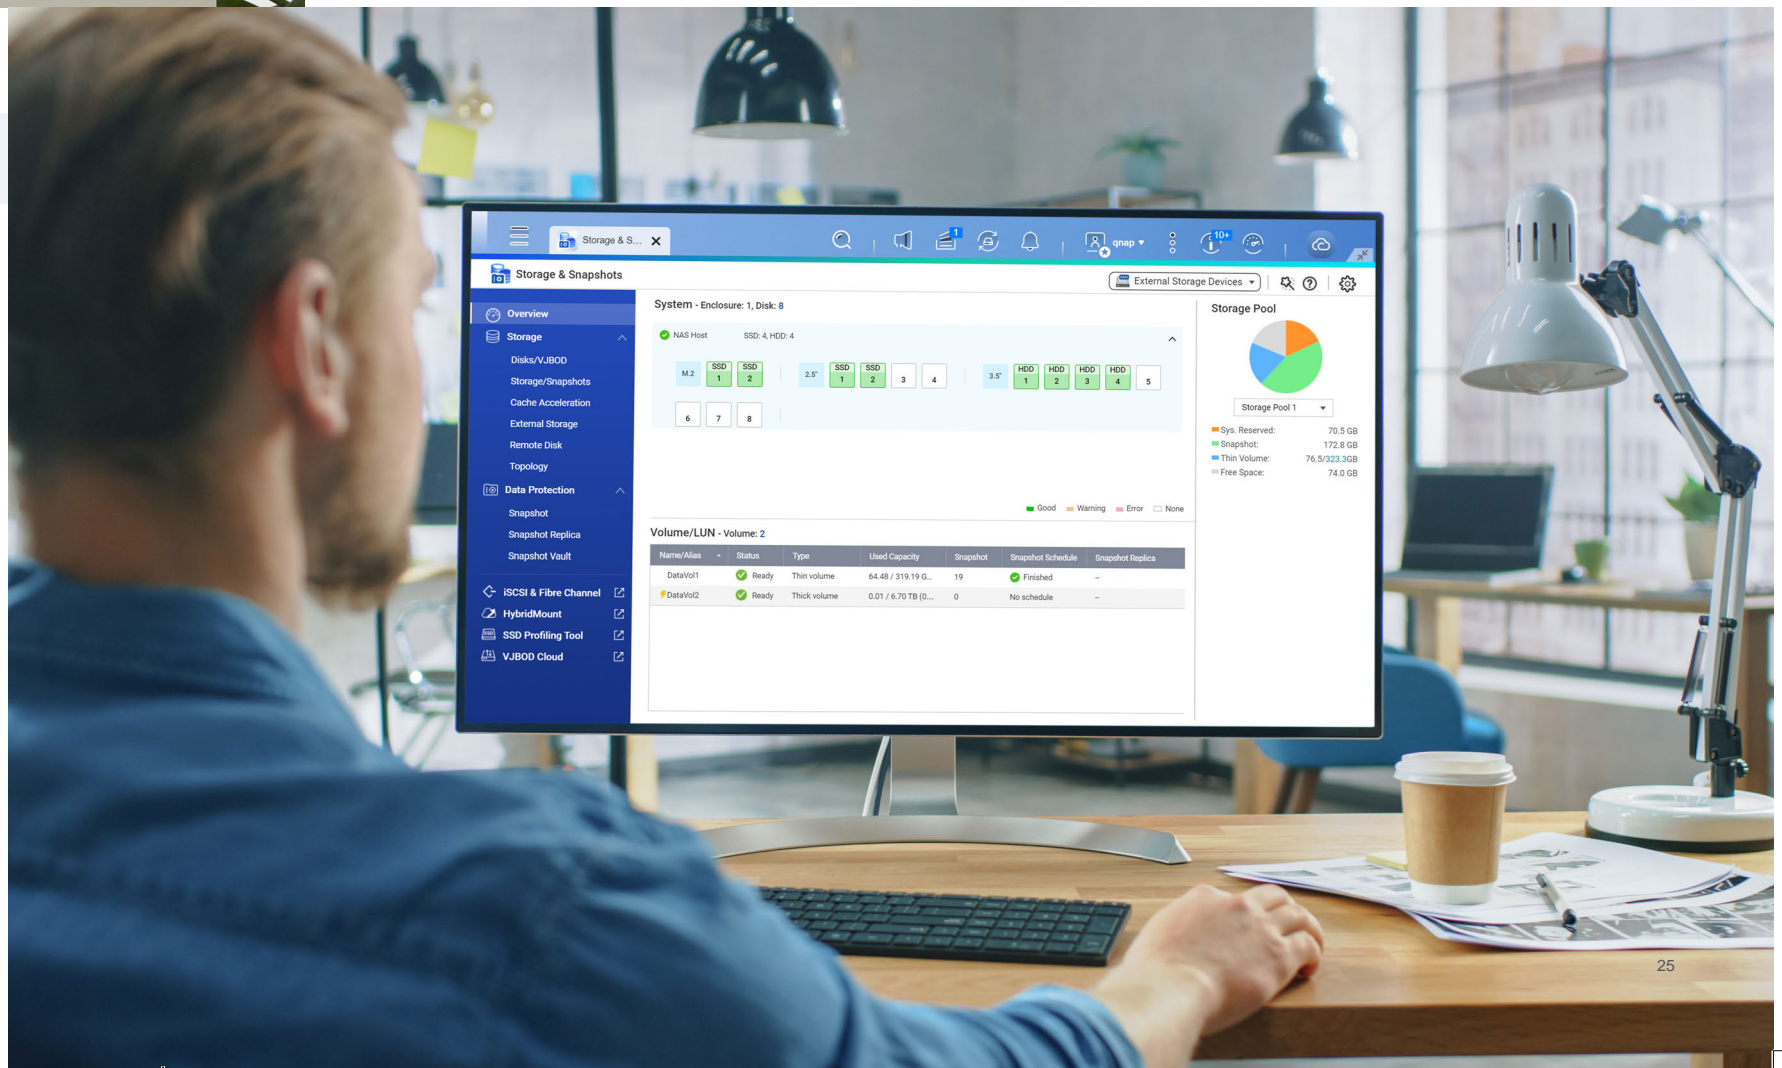 Storage & S...
1
qnap
10+
Storage & Snapshots
External Storage Devices
Overview
Storage
Disks/VJBOD
Storage/Snapshots
Cache Acceleration
External Storage
Remote Disk
Topology
Data Protection
Snapshot
Snapshot Replica
Snapshot Vault
iSCSI & Fibre Channel
HybridMount
SSD Profiling Tool
VJBOD Cloud
System - Enclosure: 1, Disk: 8
NAS Host SSD: 4, HDD: 4
M.2 SSD 1 SSD 2 2.5" SSD 1 SSD 2 3 4 3.5" HDD 1 HDD 2 HDD 3 HDD 4 5
6 7 8
Good Warning Error None
Volume/LUN - Volume: 2
Name/Alias Status Type Used Capacity Snapshot Snapshot Schedule Snapshot Replica
DataVol1 Ready Thin volume 64.48 / 319.19 G... 19 Finished --
DataVol2 Ready Thick volume 0.01 / 6.70 TB (0... 0 No schedule --
Storage Pool
Storage Pool 1
Sys. Reserved: 70.5 GB
Snapshot: 172.8 GB
Thin Volume: 76.5/323.3GB
Free Space: 74.0 GB
25